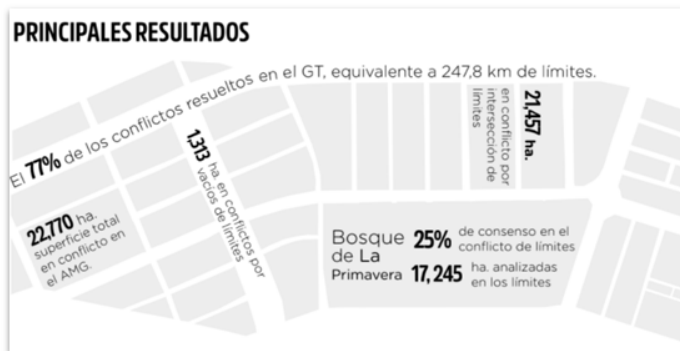 PRINCIPALES RESULTADOS
El 77% de los conflictos resueltos en el GT, equivalente a 247,8 km de límites.
22,770 ha.
superficie total
en conflicto en
el AMG.
1,313 ha. en conflictos por
vacíos de límites
21,457 ha.
en conflicto por
intersección de
límites
Bosque
de La
Primavera
25% de consenso en el
conflicto de límites
17,245 ha. analizadas
en los límites